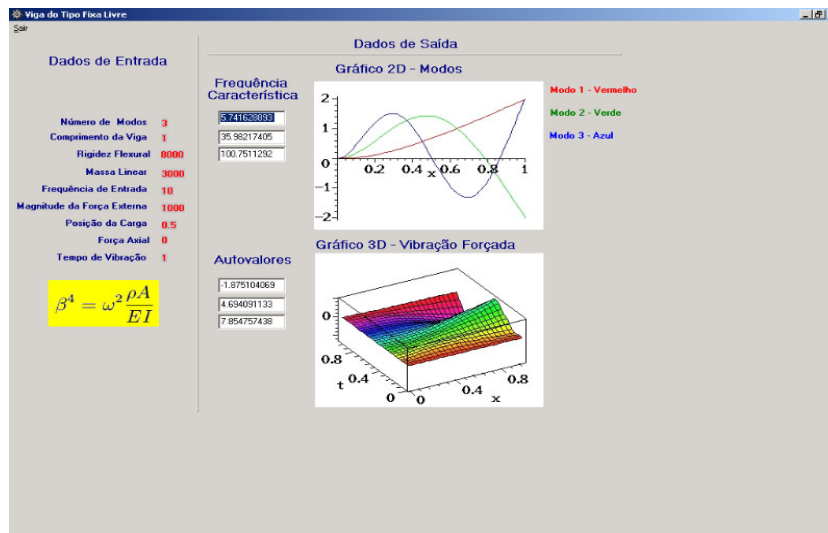 Viga do Tipo Fixa Livre
Sair
Dados de Entrada
Número de Modos 3
Comprimento da Viga 1
Rigidez Flexural 8000
Massa Linear 3000
Frequência de Entrada 10
Magnitude da Força Externa 1000
Posição da Carga 0.5
Força Axial 0
Tempo de Vibração 1
β⁴ = ω² ρA / EI
Dados de Saída
Frequência
Característica
5.741628893
35.98217405
100.7511292
Gráfico 2D - Modos
2
1
0
-1
-2
0.2 0.4 x 0.6 0.8 1
Modo 1 - Vermelho
Modo 2 - Verde
Modo 3 - Azul
Autovalores
-1.875104069
4.694091133
7.854757438
Gráfico 3D - Vibração Forçada
0
0.8
t 0.4
0
0 0.4 x 0.8